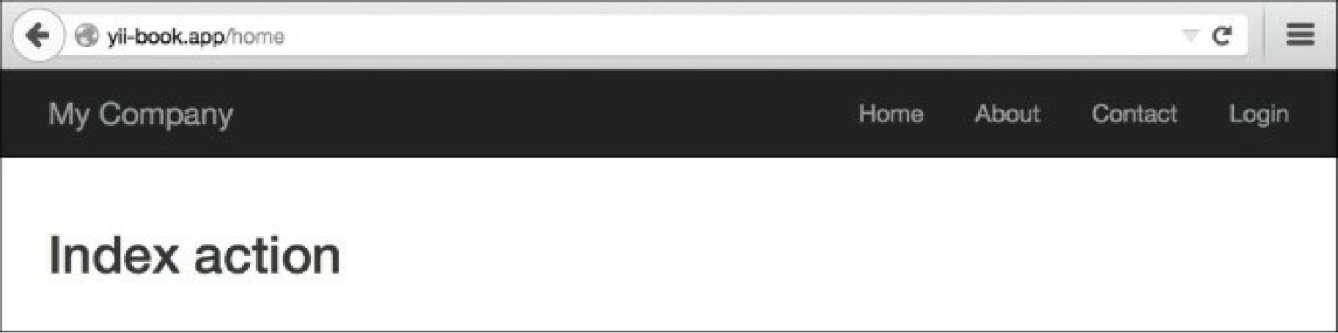 yii-book.app/home
My Company Home About Contact Login
Index action